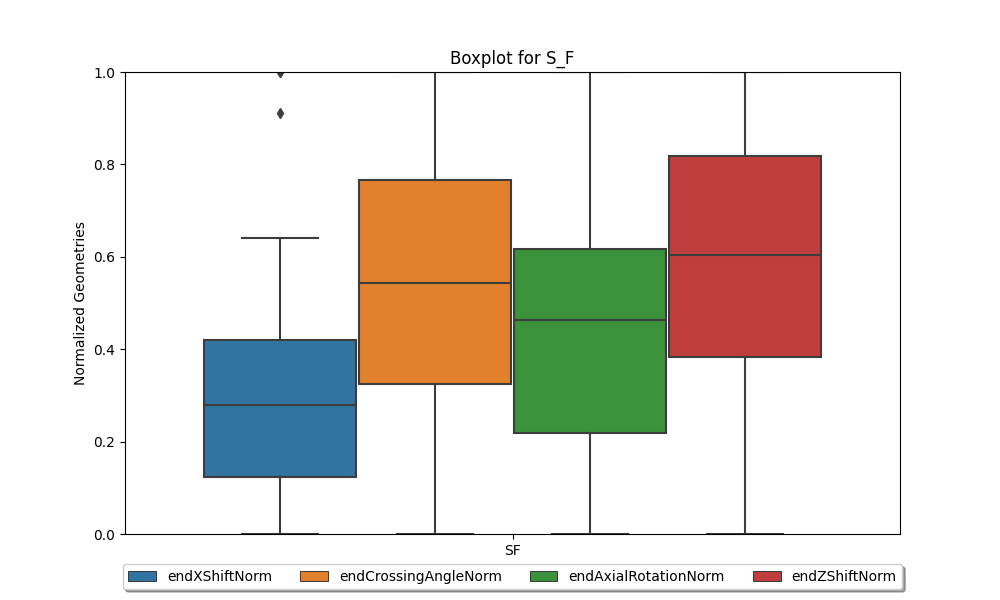 Boxplot for S_F
1.0
0.8
0.6
0.4
0.2
0.0
Normalized Geometries
SF
endXShiftNorm endCrossingAngleNorm endAxialRotationNorm endZShiftNorm